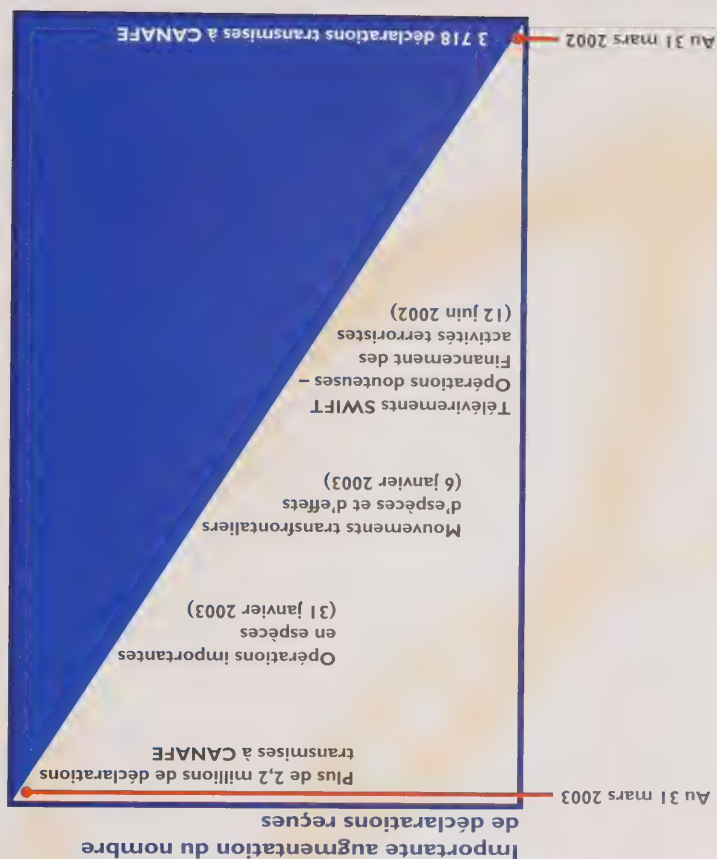 Importante augmentation du nombre
de déclarations reçues
Au 31 mars 2003
Plus de 2,2 millions de déclarations
transmises à CANAFE
Opérations importantes
en espèces
(31 janvier 2003)
Mouvements transfrontaliers
d'espèces et d'effets
(6 janvier 2003)
Télévirements SWIFT
Opérations douteuses –
Financement des
activités terroristes
(12 juin 2002)
Au 31 mars 2002
3 718 déclarations transmises à CANAFE